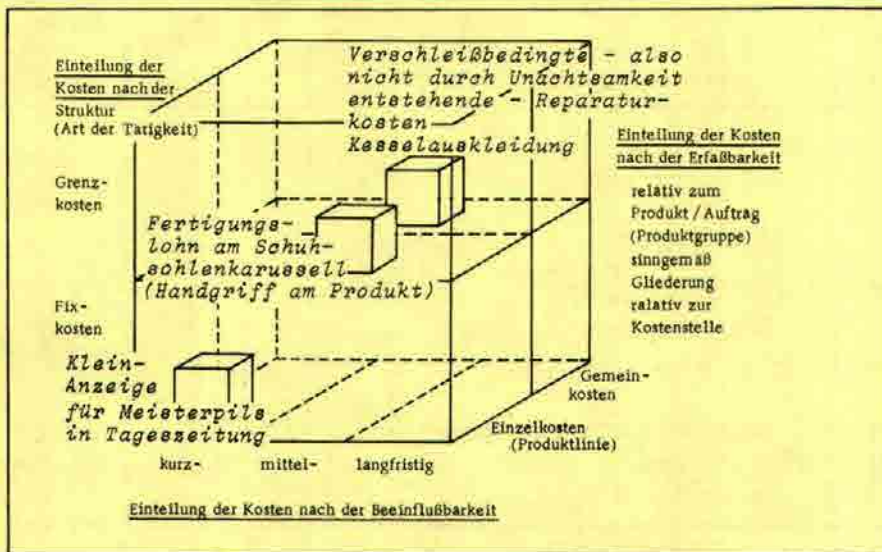 Einteilung der
Kosten nach der
Struktur
(Art der Tätigkeit)
Verschleißbedingte - also
nicht durch Unachtsamkeit
entstehende - Reparatur-
kosten
Kesselauskleidung
Einteilung der Kosten
nach der Erfaßbarkeit
relativ zum
Produkt / Auftrag
(Produktgruppe)
sinngemäß
Gliederung
ralativ zur
Kostenstelle
Grenz-
kosten
Fertigungs-
lohn am Schuh-
sohlenkarussell
(Handgriff am Produkt)
Fix-
kosten
Klein-
Anzeige
für Meisterpils
in Tageszeitung
Gemein-
kosten
Einzelkosten
(Produktlinie)
kurz- mittel- langfristig
Einteilung der Kosten nach der Beeinflußbarkeit